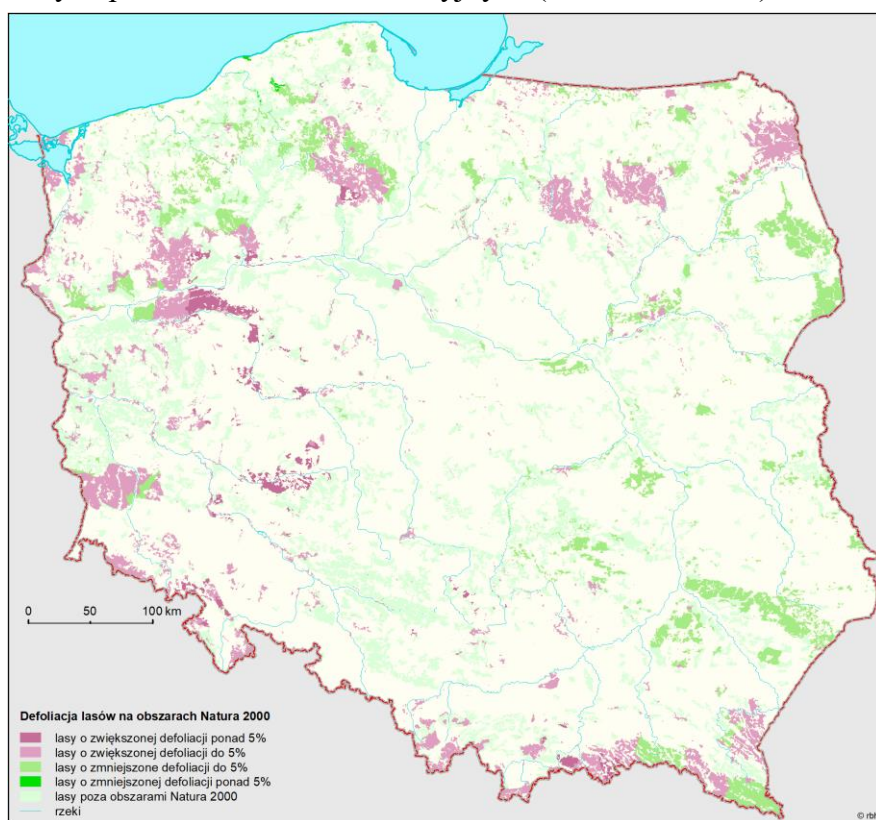 0 50 100 km
Defoliacja lasów na obszarach Natura 2000
lasy o zwiększonej defoliacji ponad 5%
lasy o zwiększonej defoliacji do 5%
lasy o zmniejszone defoliacji do 5%
lasy o zmniejszonej defoliacji ponad 5%
lasy poza obszarami Natura 2000
rzeki